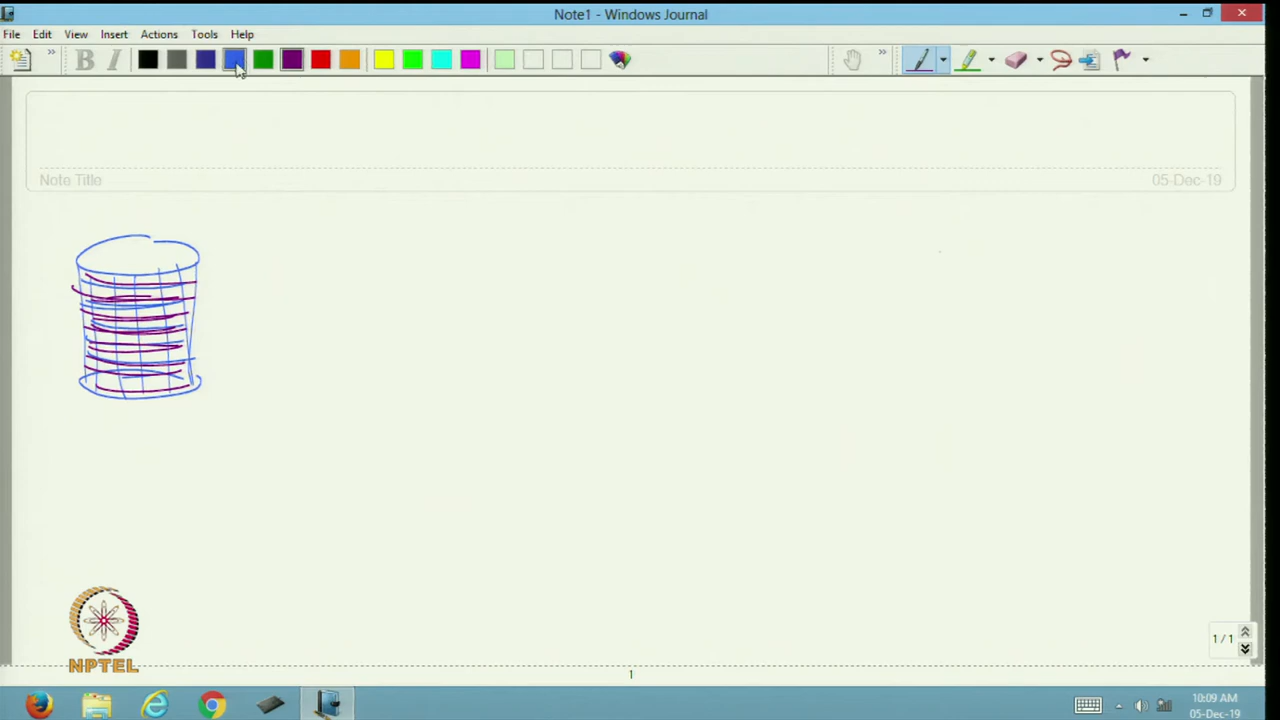 Note1 - Windows Journal
File Edit View Insert Actions Tools Help
B I
Note Title
05-Dec-19
1 / 1
NPTEL
1
10:09 AM
05-Dec-19